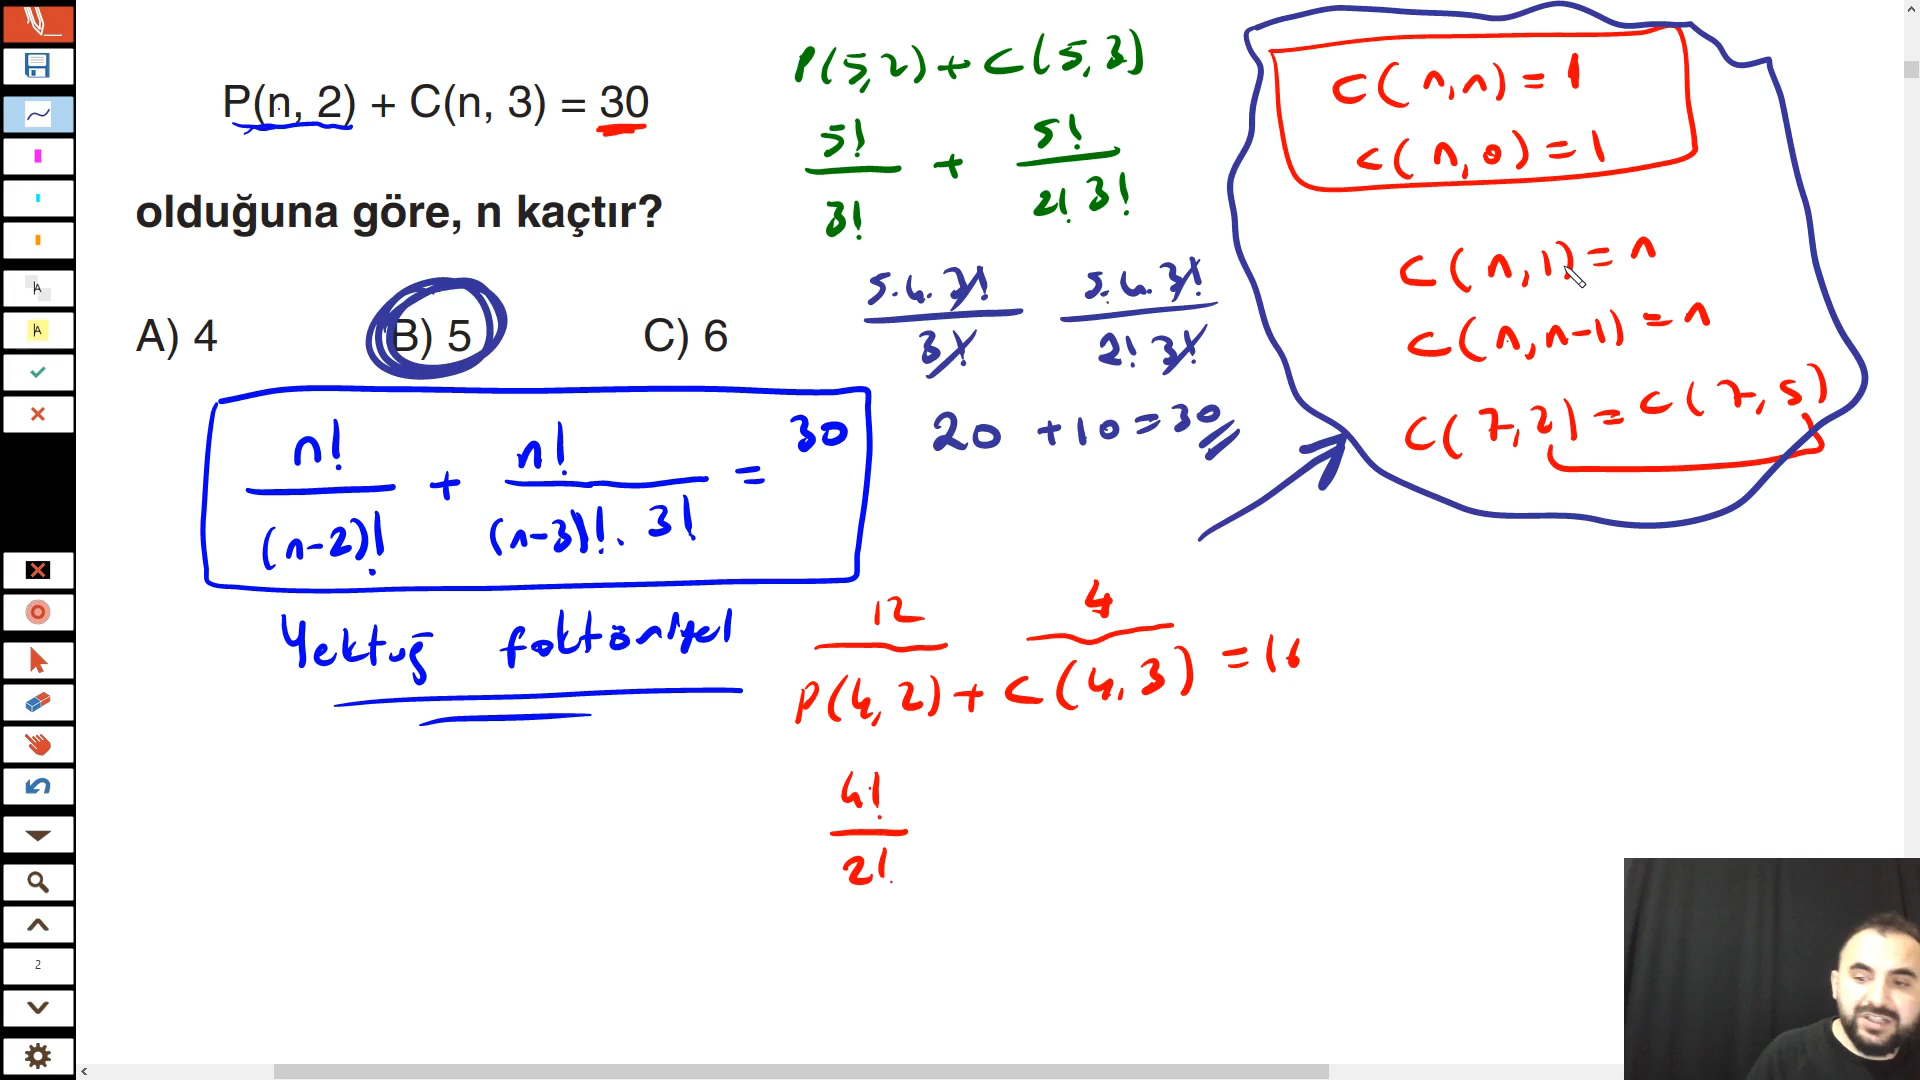 P(n, 2) + C(n, 3) = 30
olduğuna göre, n kaçtır?
A) 4 B) 5 C) 6
n!/(n-2)! + n!/((n-3)! . 3!) = 30
P(5,2) + C(5,3)
5!/3! + 5!/(2! 3!)
5.4.3!/3! 5.4.3!/(2! 3!)
20 + 10 = 30
C(n,n) = 1
C(n,0) = 1
C(n,1) = n
C(n,n-1) = n
C(7,2) = C(7,5)
12 4
P(4,2) + C(4,3) = 16
4!/2!
A
A
2